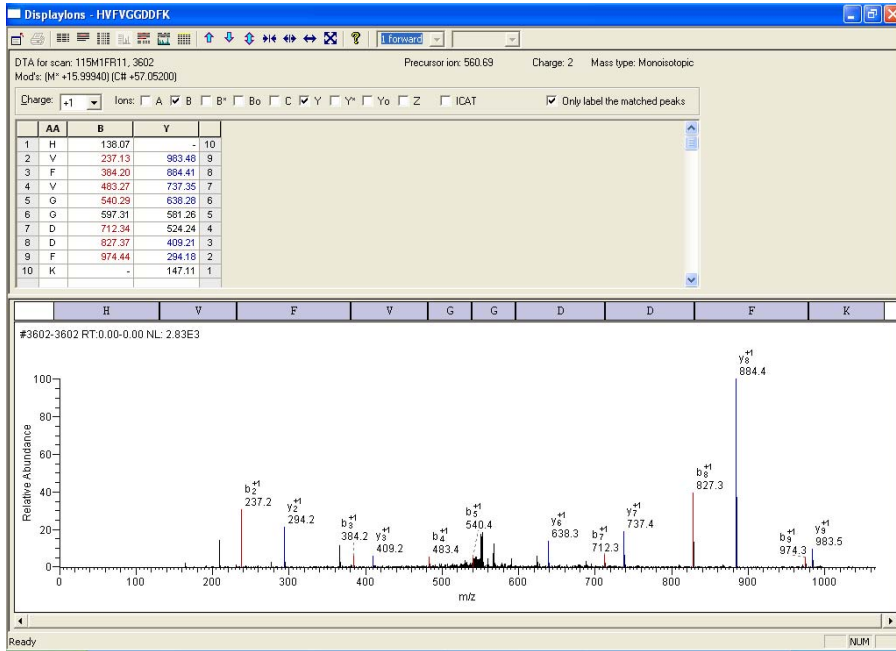 DisplayIons - HVFVGGDDFK
1 Forward
DTA for scan: 115M1FR11, 3602 Precursor ion: 560.69 Charge: 2 Mass type: Monoisotopic
Mod's: (M* +15.99940) (C# +57.05200)
Charge: +1 Ions: A B B* Bo C Y Y* Yo Z ICAT Only label the matched peaks
AA B Y
1 H 138.07 - 10
2 V 237.13 983.48 9
3 F 384.20 884.41 8
4 V 483.27 737.35 7
5 G 540.29 638.28 6
6 G 597.31 581.26 5
7 D 712.34 524.24 4
8 D 827.37 409.21 3
9 F 974.44 294.18 2
10 K - 147.11 1
H V F V G G D D F K
#3602-3602 RT:0.00-0.00 NL: 2.83E3
y8+1
884.4
b8+1
827.3
b2+1
237.2
y2+1
294.2
b3+1
384.2
y3+1
409.2
b4+1
483.4
b5+1
540.4
y6+1
638.3
b7+1
712.3
y7+1
737.4
b9+1
974.3
y9+1
983.5
Relative Abundance
100
80
60
40
20
0
0 100 200 300 400 500 600 700 800 900 1000
m/z
Ready NUM